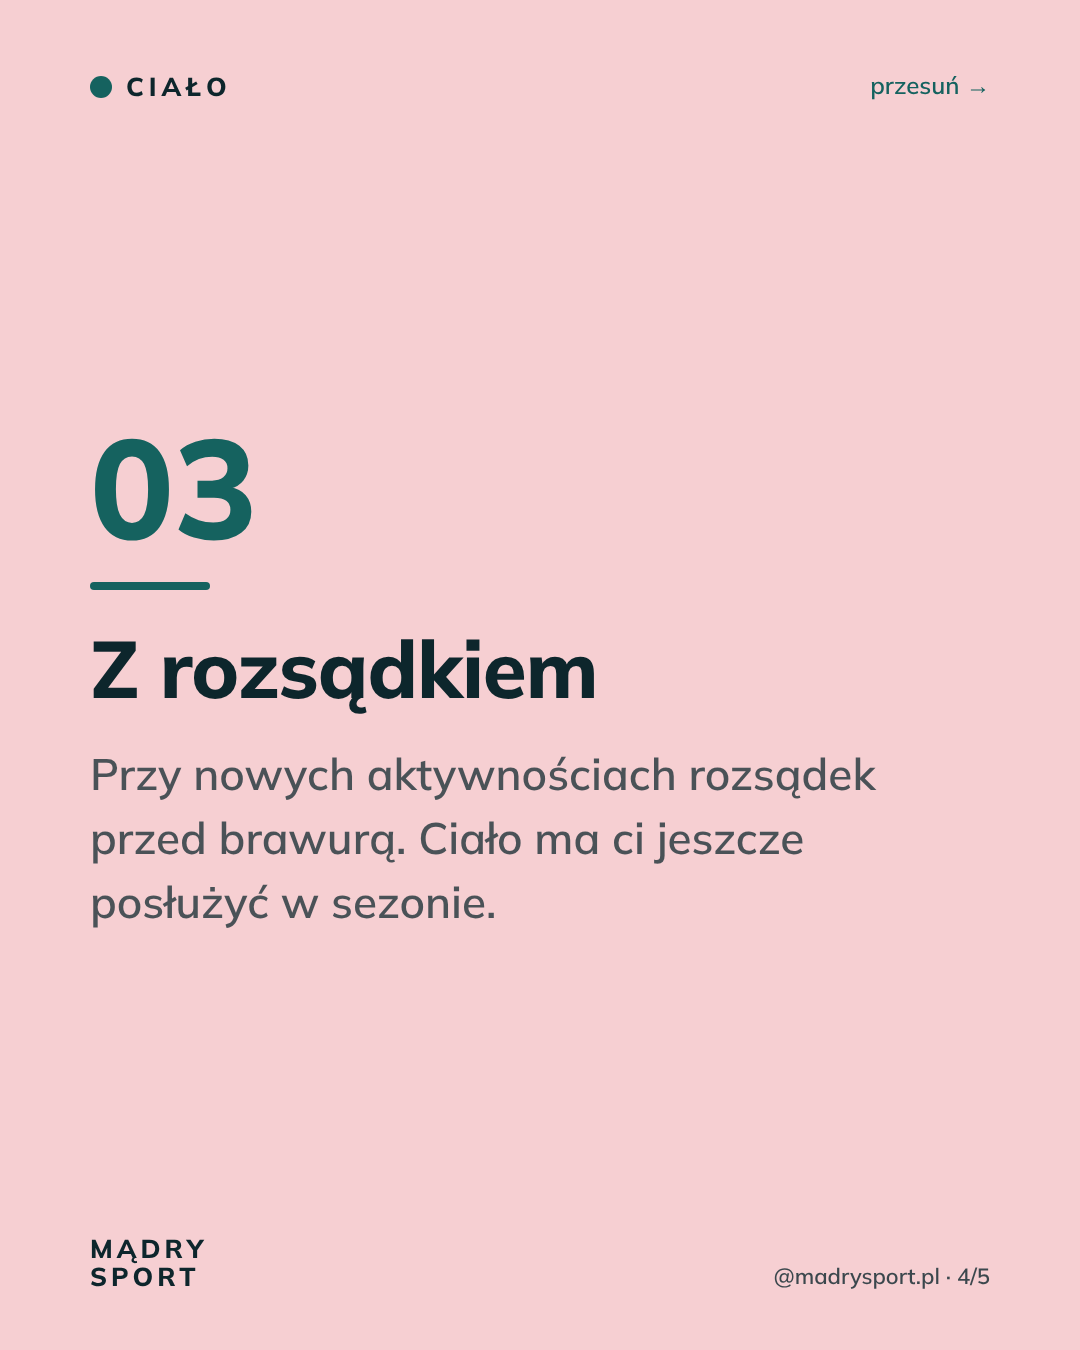 CIAŁO
przesuń →
03
Z rozsądkiem
Przy nowych aktywnościach rozsądek
przed brawurą. Ciało ma ci jeszcze
posłużyć w sezonie.
MĄDRY
SPORT
@madrysport.pl · 4/5